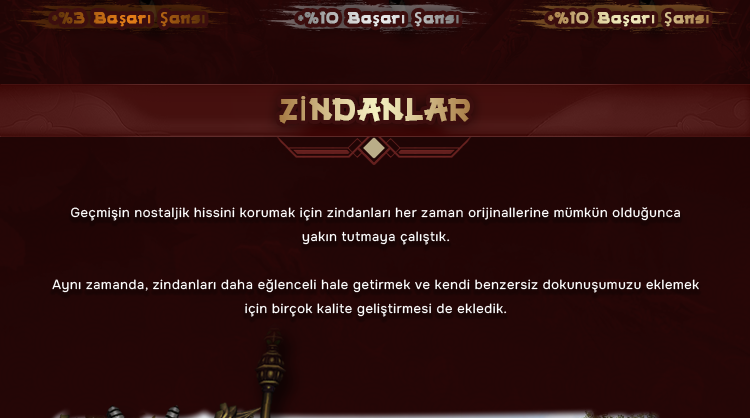 +%3 Başarı Şansı
+%10 Başarı Şansı
+%10 Başarı Şansı
ZİNDANLAR
Geçmişin nostaljik hissini korumak için zindanları her zaman orijinallerine mümkün olduğunca
yakın tutmaya çalıştık.
Aynı zamanda, zindanları daha eğlenceli hale getirmek ve kendi benzersiz dokunuşumuzu eklemek
için birçok kalite geliştirmesi de ekledik.